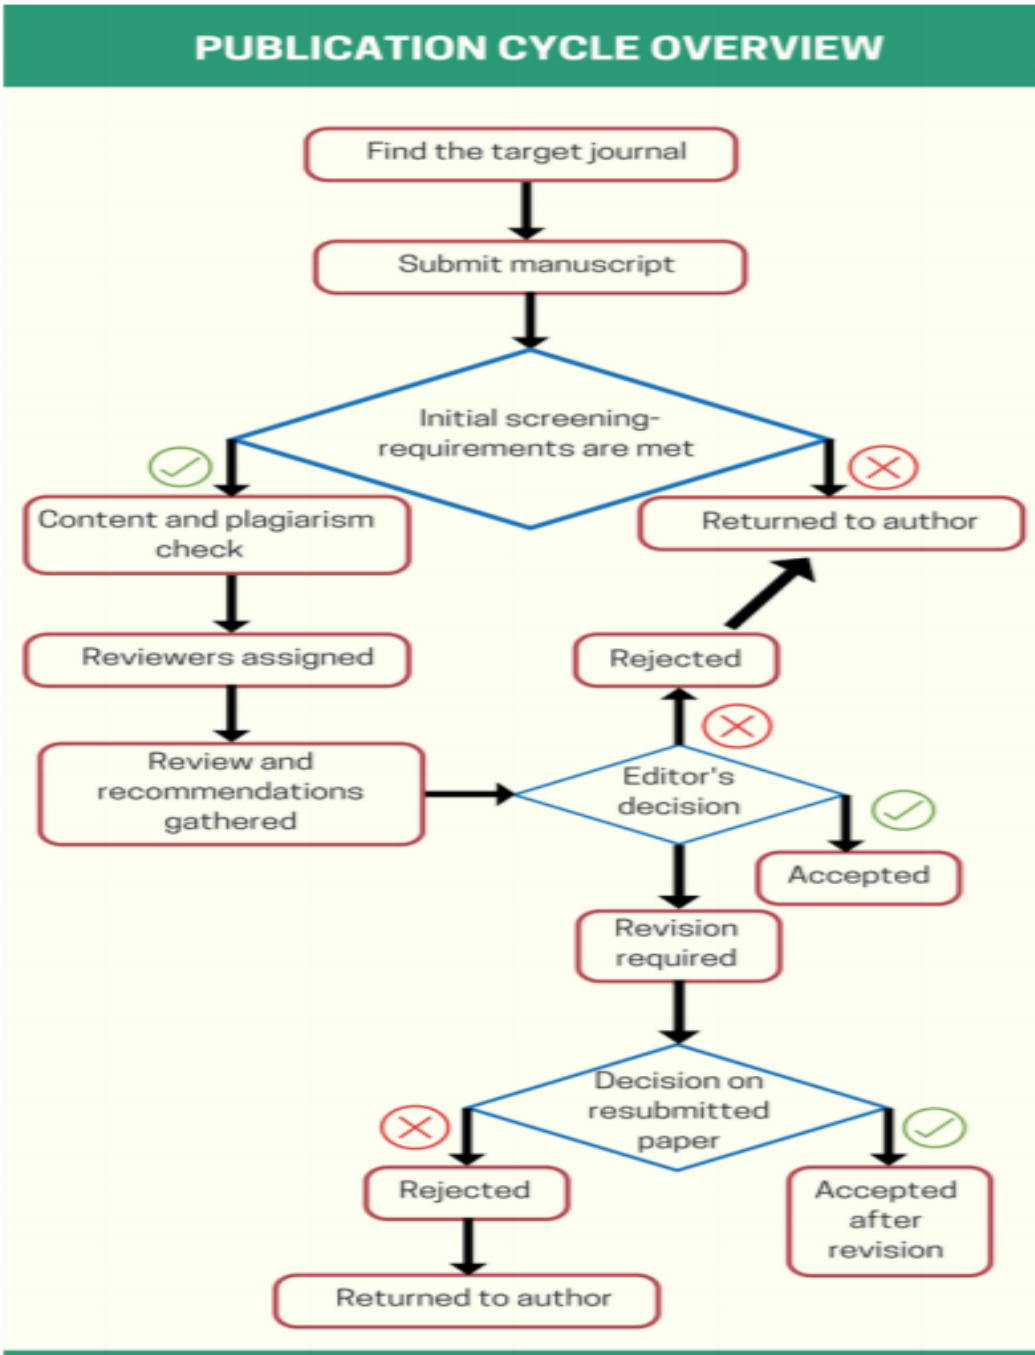 PUBLICATION CYCLE OVERVIEW
Find the target journal
Submit manuscript
Initial screening-
requirements are met
Content and plagiarism
check
Returned to author
Reviewers assigned
Rejected
Review and
recommendations
gathered
Editor's
decision
Accepted
Revision
required
Decision on
resubmitted
paper
Rejected
Accepted
after
revision
Returned to author